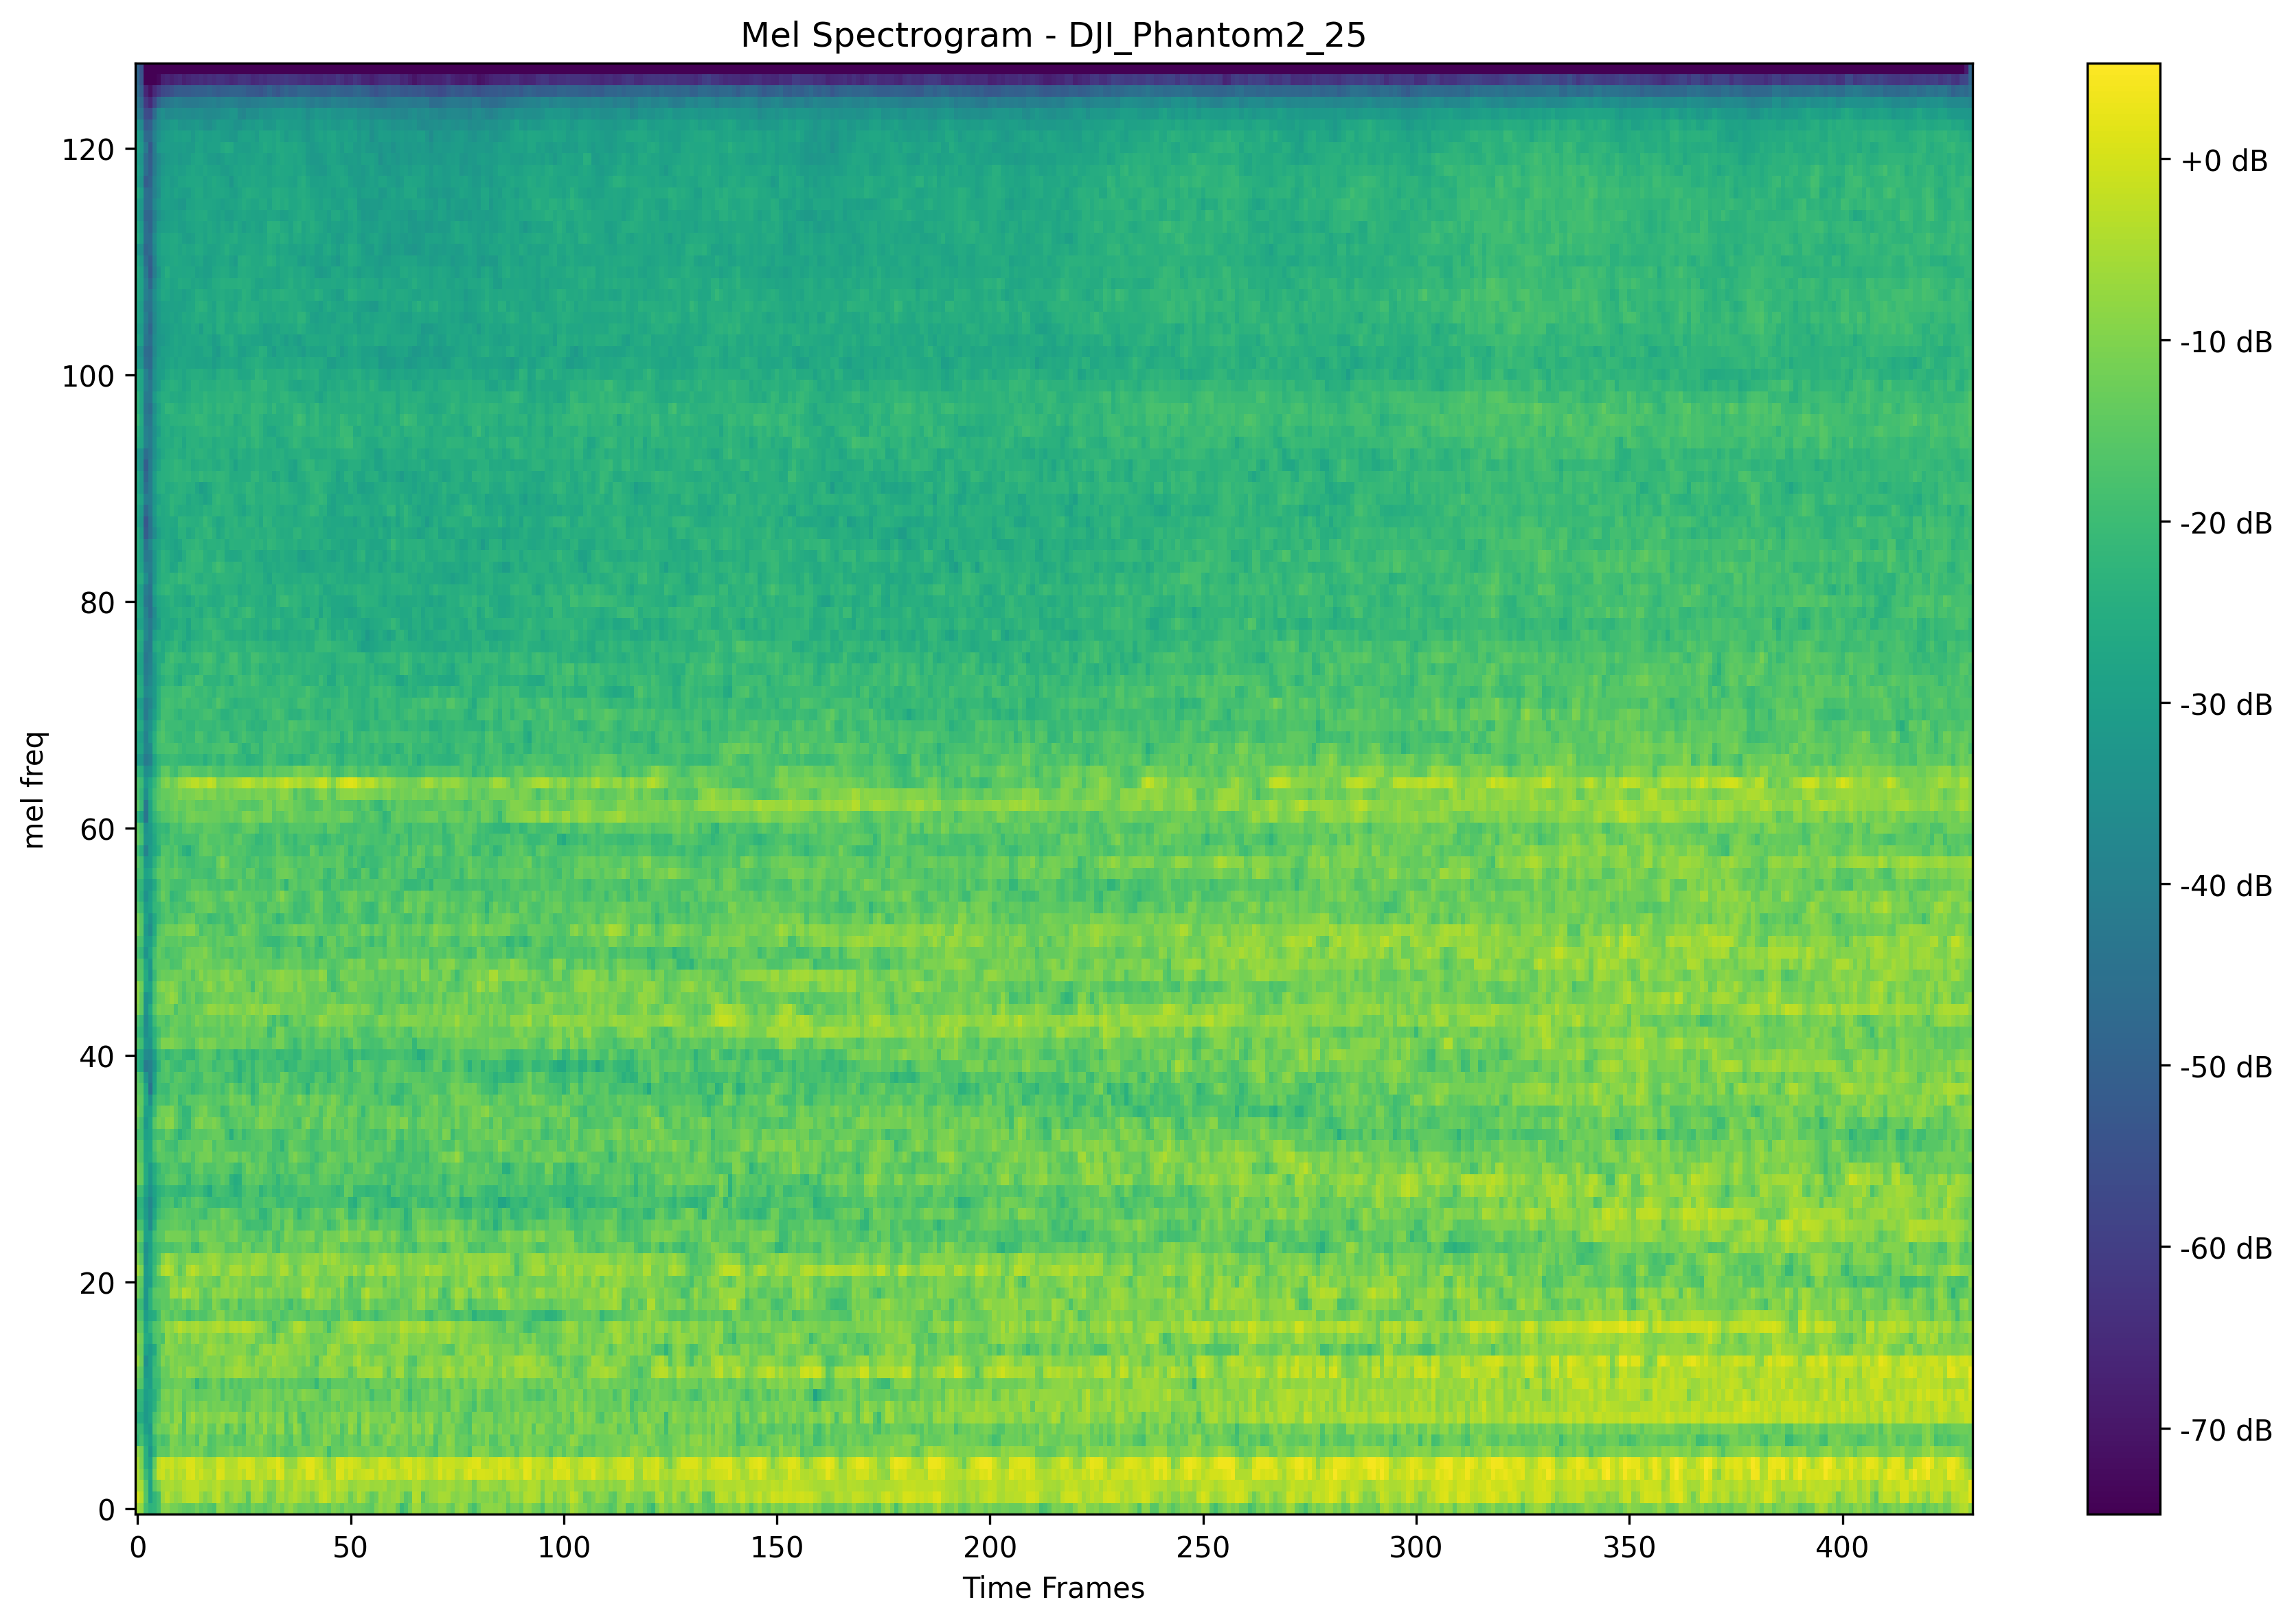 Mel Spectrogram - DJI_Phantom2_25
mel freq
120
100
80
60
40
20
0
0 50 100 150 200 250 300 350 400
Time Frames
+0 dB
-10 dB
-20 dB
-30 dB
-40 dB
-50 dB
-60 dB
-70 dB